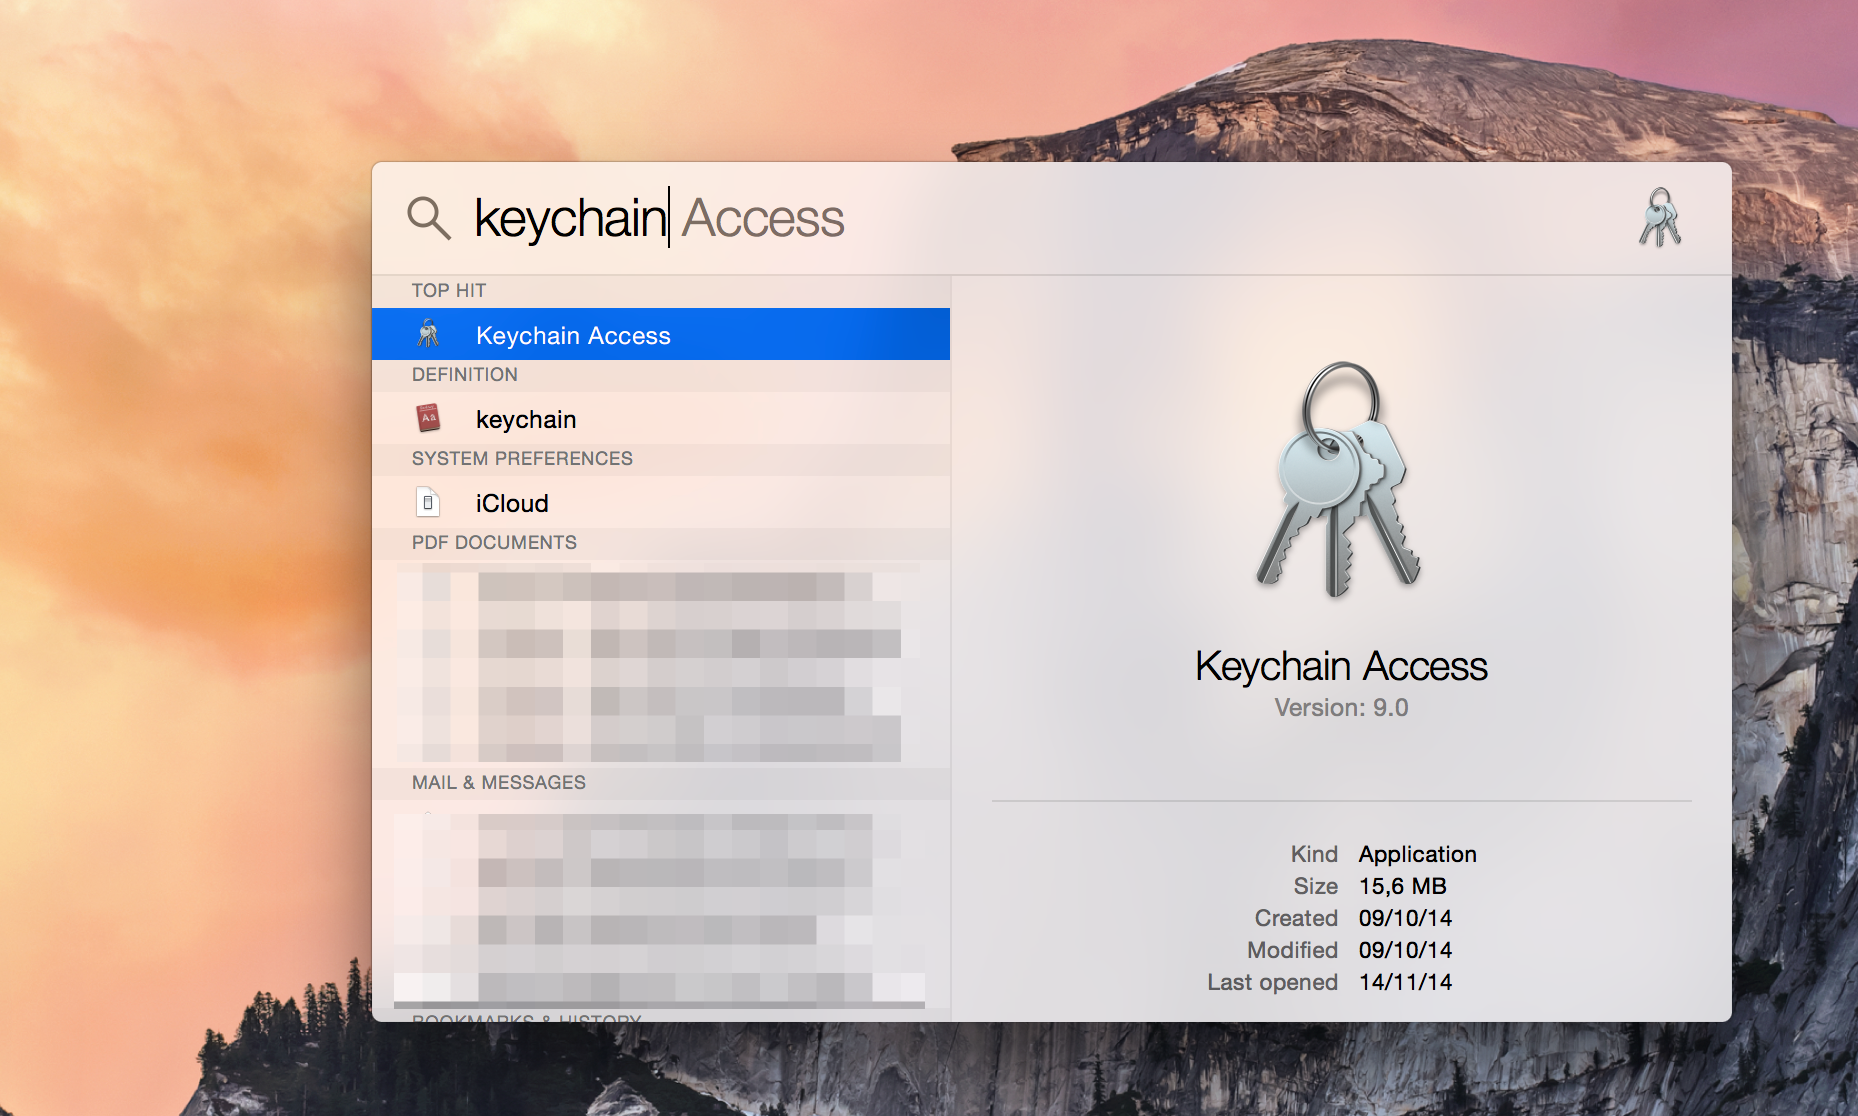 keychain Access
TOP HIT
Keychain Access
DEFINITION
Aa
keychain
SYSTEM PREFERENCES
iCloud
PDF DOCUMENTS
MAIL & MESSAGES
BOOKMARKS & HISTORY
Keychain Access
Version: 9.0
Kind Application
Size 15,6 MB
Created 09/10/14
Modified 09/10/14
Last opened 14/11/14